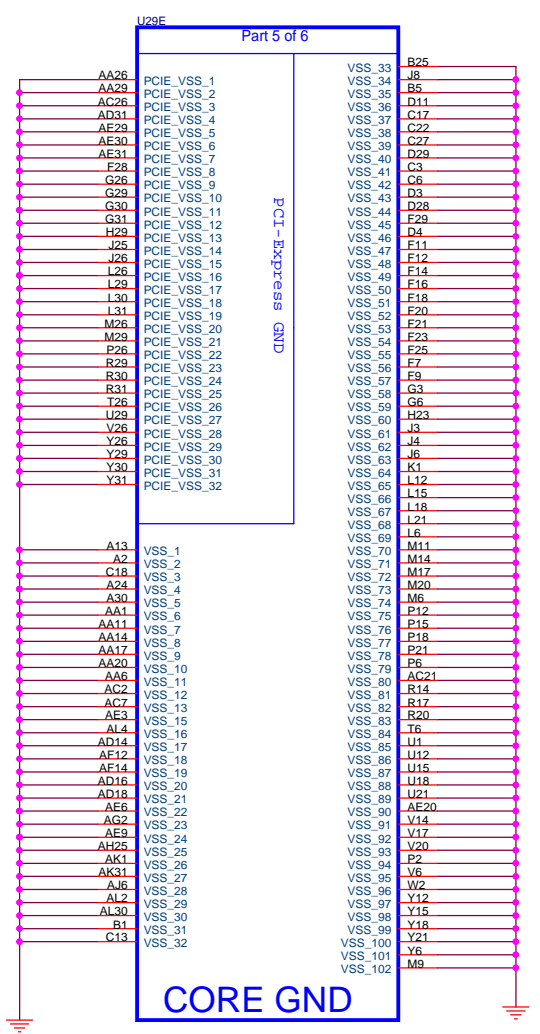 U29E
Part 5 of 6
AA26 PCIE_VSS_1
AA29 PCIE_VSS_2
AC26 PCIE_VSS_3
AD31 PCIE_VSS_4
AE29 PCIE_VSS_5
AE30 PCIE_VSS_6
AE31 PCIE_VSS_7
F28 PCIE_VSS_8
G26 PCIE_VSS_9
G29 PCIE_VSS_10
G30 PCIE_VSS_11
G31 PCIE_VSS_12
H29 PCIE_VSS_13
J25 PCIE_VSS_14
J26 PCIE_VSS_15
L26 PCIE_VSS_16
L29 PCIE_VSS_17
L30 PCIE_VSS_18
L31 PCIE_VSS_19
M26 PCIE_VSS_20
M29 PCIE_VSS_21
P26 PCIE_VSS_22
R29 PCIE_VSS_23
R30 PCIE_VSS_24
R31 PCIE_VSS_25
T26 PCIE_VSS_26
U29 PCIE_VSS_27
V26 PCIE_VSS_28
Y26 PCIE_VSS_29
Y29 PCIE_VSS_30
Y30 PCIE_VSS_31
Y31 PCIE_VSS_32
PCI-Express GND
A13 VSS_1
A2 VSS_2
C18 VSS_3
A24 VSS_4
A30 VSS_5
AA1 VSS_6
AA11 VSS_7
AA14 VSS_8
AA17 VSS_9
AA20 VSS_10
AA6 VSS_11
AC2 VSS_12
AC7 VSS_13
AE3 VSS_15
AL4 VSS_16
AD14 VSS_17
AF12 VSS_18
AF14 VSS_19
AD16 VSS_20
AD18 VSS_21
AE6 VSS_22
AG2 VSS_23
AE9 VSS_24
AH25 VSS_25
AK1 VSS_26
AK31 VSS_27
AJ6 VSS_28
AL2 VSS_29
AL30 VSS_30
B1 VSS_31
C13 VSS_32
VSS_33 B25
VSS_34 J8
VSS_35 B5
VSS_36 D11
VSS_37 C17
VSS_38 C22
VSS_39 C27
VSS_40 D29
VSS_41 C3
VSS_42 C6
VSS_43 D3
VSS_44 D28
VSS_45 F29
VSS_46 D4
VSS_47 F11
VSS_48 F12
VSS_49 F14
VSS_50 F16
VSS_51 F18
VSS_52 F20
VSS_53 F21
VSS_54 F23
VSS_55 F25
VSS_56 F7
VSS_57 F9
VSS_58 G3
VSS_59 G6
VSS_60 H23
VSS_61 J3
VSS_62 J4
VSS_63 J6
VSS_64 K1
VSS_65 L12
VSS_66 L15
VSS_67 L18
VSS_68 L21
VSS_69 L6
VSS_70 M11
VSS_71 M14
VSS_72 M17
VSS_73 M20
VSS_74 M6
VSS_75 P12
VSS_76 P15
VSS_77 P18
VSS_78 P21
VSS_79 P6
VSS_80 AC21
VSS_81 R14
VSS_82 R17
VSS_83 R20
VSS_84 T6
VSS_85 U1
VSS_86 U12
VSS_87 U15
VSS_88 U18
VSS_89 U21
VSS_90 AE20
VSS_91 V14
VSS_92 V17
VSS_93 V20
VSS_94 P2
VSS_95 V6
VSS_96 W2
VSS_97 Y12
VSS_98 Y15
VSS_99 Y18
VSS_100 Y21
VSS_101 Y6
VSS_102 M9
CORE GND